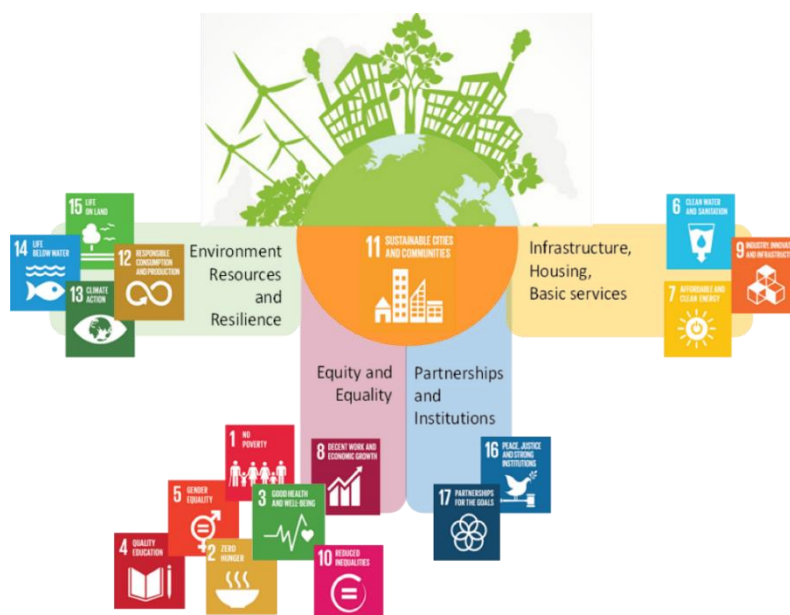 15 LIFE
ON LAND
14 LIFE
BELOW WATER
12 RESPONSIBLE
CONSUMPTION
AND PRODUCTION
13 CLIMATE
ACTION
Environment
Resources
and
Resilience
11 SUSTAINABLE CITIES
AND COMMUNITIES
Infrastructure,
Housing,
Basic services
6 CLEAN WATER
AND SANITATION
9 INDUSTRY, INNOVAT
AND INFRASTRUCT
7 AFFORDABLE AND
CLEAN ENERGY
Equity and
Equality
Partnerships
and
Institutions
1 NO
POVERTY
8 DECENT WORK AND
ECONOMIC GROWTH
5 GENDER
EQUALITY
3 GOOD HEALTH
AND WELL-BEING
4 QUALITY
EDUCATION
2 ZERO
HUNGER
10 REDUCED
INEQUALITIES
16 PEACE, JUSTICE
AND STRONG
INSTITUTIONS
17 PARTNERSHIPS
FOR THE GOALS